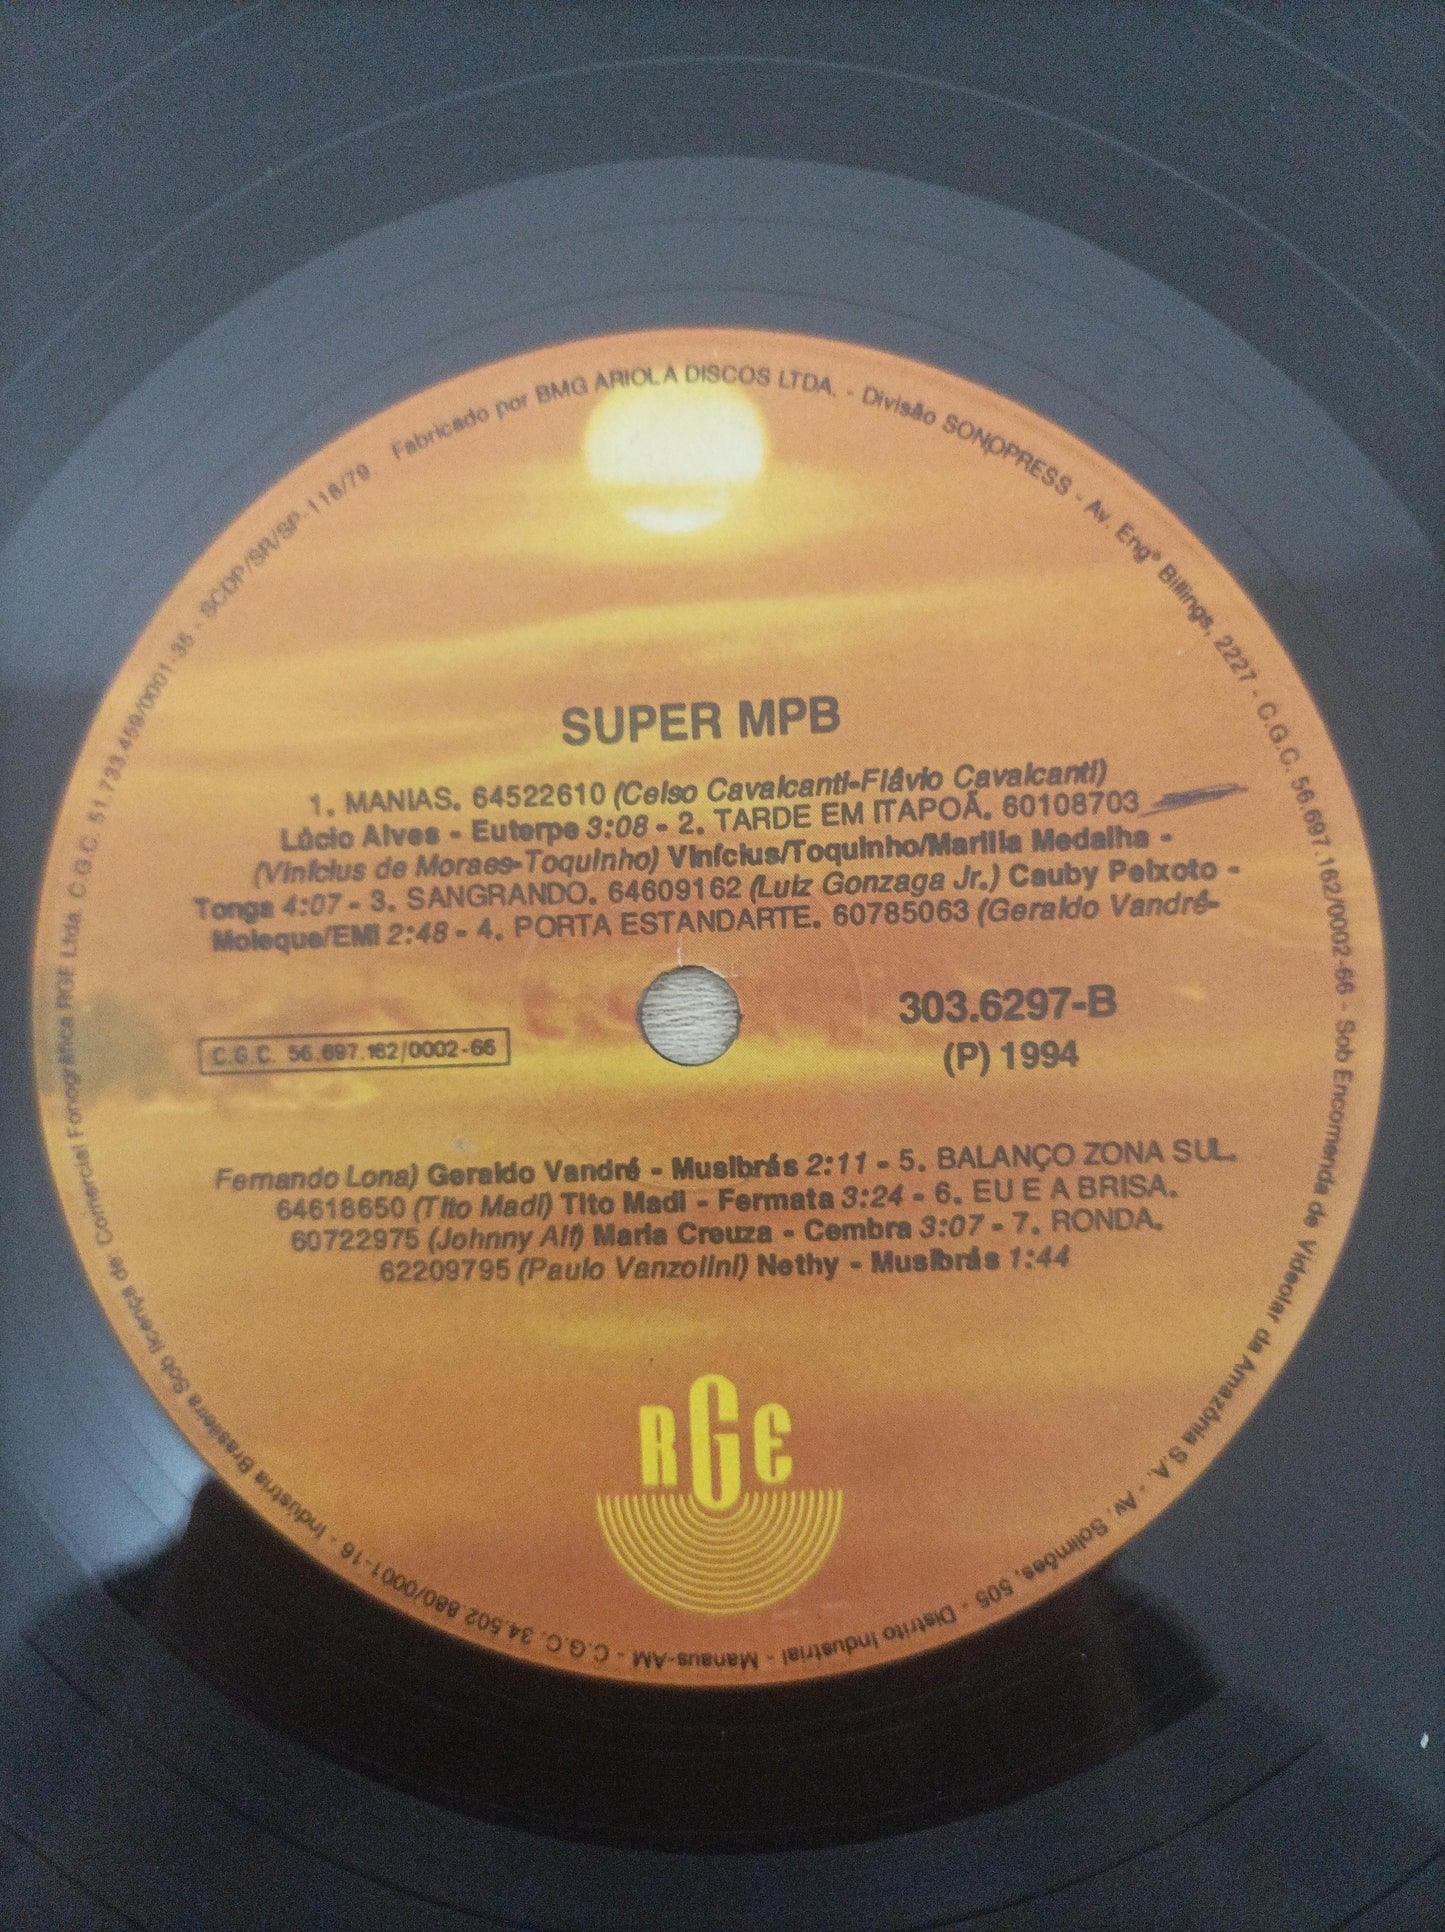 Fabricado por BMG ARIOLA DISCOS LTDA. - Divisão SONOPRESS - Av. Engº Billings, 2227 - C.G.C. 56.697.162/0002-66 - Sob Encomenda de Videolar da Amazônia S.A. - Av. Solimões, 505 - Distrito Industrial - Manaus-AM - C.G.C. 34.502.880/0001-16 - Indústria Brasileira Sob licença de: Comercial Fonográfica RGE Ltda. C.G.C. 51.733.459/0001-35 - SCDP/SR/SP-118/79
SUPER MPB
1. MANIAS. 64522610 (Celso Cavalcanti-Flávio Cavalcanti)
Lúcio Alves - Euterpe 3:08 - 2. TARDE EM ITAPOÃ. 60108703
(Vinícius de Moraes-Toquinho) Vinícius/Toquinho/Marilia Medalha -
Tonga 4:07 - 3. SANGRANDO. 64609162 (Luiz Gonzaga Jr.) Cauby Peixoto -
Moleque/EMI 2:48 - 4. PORTA ESTANDARTE. 60785063 (Geraldo Vandré-
303.6297-B
C.G.C. 56.697.162/0002-66
(P) 1994
Fernando Lona) Geraldo Vandré - Musibrás 2:11 - 5. BALANÇO ZONA SUL.
64618650 (Tito Madi) Tito Madi - Fermata 3:24 - 6. EU E A BRISA.
60722975 (Johnny Alf) Maria Creuza - Cembra 3:07 - 7. RONDA.
62209795 (Paulo Vanzolini) Nethy - Musibrás 1:44
RGE